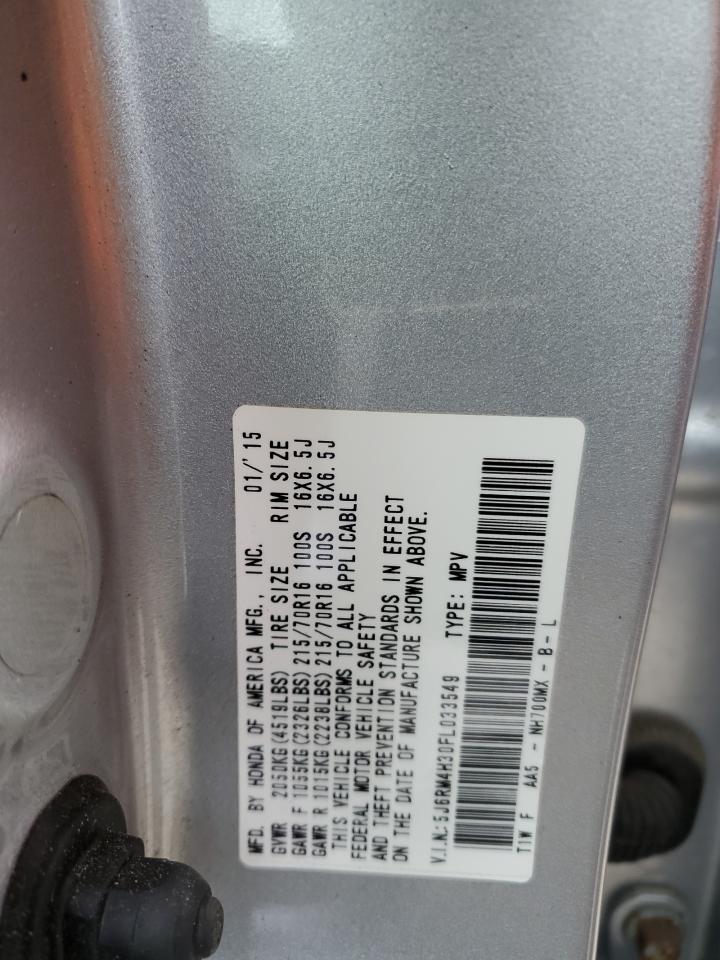 MFD. BY HONDA OF AMERICA MFG., INC. 01/'15
GVWR 2050KG(4519LBS) TIRE SIZE RIM SIZE
GAWR F 1055KG(2326LBS)215/70R16 100S 16X6.5J
GAWR R 1015KG(2238LBS)215/70R16 100S 16X6.5J
THIS VEHICLE CONFORMS TO ALL APPLICABLE
FEDERAL MOTOR VEHICLE SAFETY
AND THEFT PREVENTION STANDARDS IN EFFECT
ON THE DATE OF MANUFACTURE SHOWN ABOVE.
V.I.N.:5J6RM4H30FL033549 TYPE: MPV
T1W F AA5 - NH700MX - B - L